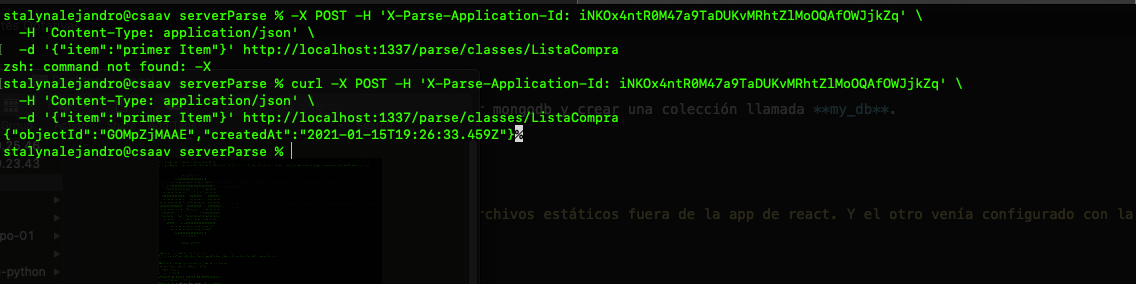 stalynalejandro@csaav serverParse % -X POST -H 'X-Parse-Application-Id: iNKOx4ntR0M47a9TaDUKvMRhtZlMoOQAfOWJjkZq' \
-H 'Content-Type: application/json' \
[ -d '{"item":"primer Item"}' http://localhost:1337/parse/classes/ListaCompra
zsh: command not found: -X
[stalynalejandro@csaav serverParse % curl -X POST -H 'X-Parse-Application-Id: iNKOx4ntR0M47a9TaDUKvMRhtZlMoOQAfOWJjkZq' \
-H 'Content-Type: application/json' \
r mongodb y crear una colección llamada **my_db**.
-d '{"item":"primer Item"}' http://localhost:1337/parse/classes/ListaCompra
{"objectId":"GOMpZjMAAE","createdAt":"2021-01-15T19:26:33.459Z"}%
stalynalejandro@csaav serverParse %
0.23.43
rchivos estáticos fuera de la app de react. Y el otro venía configurado con la
po-01
-python